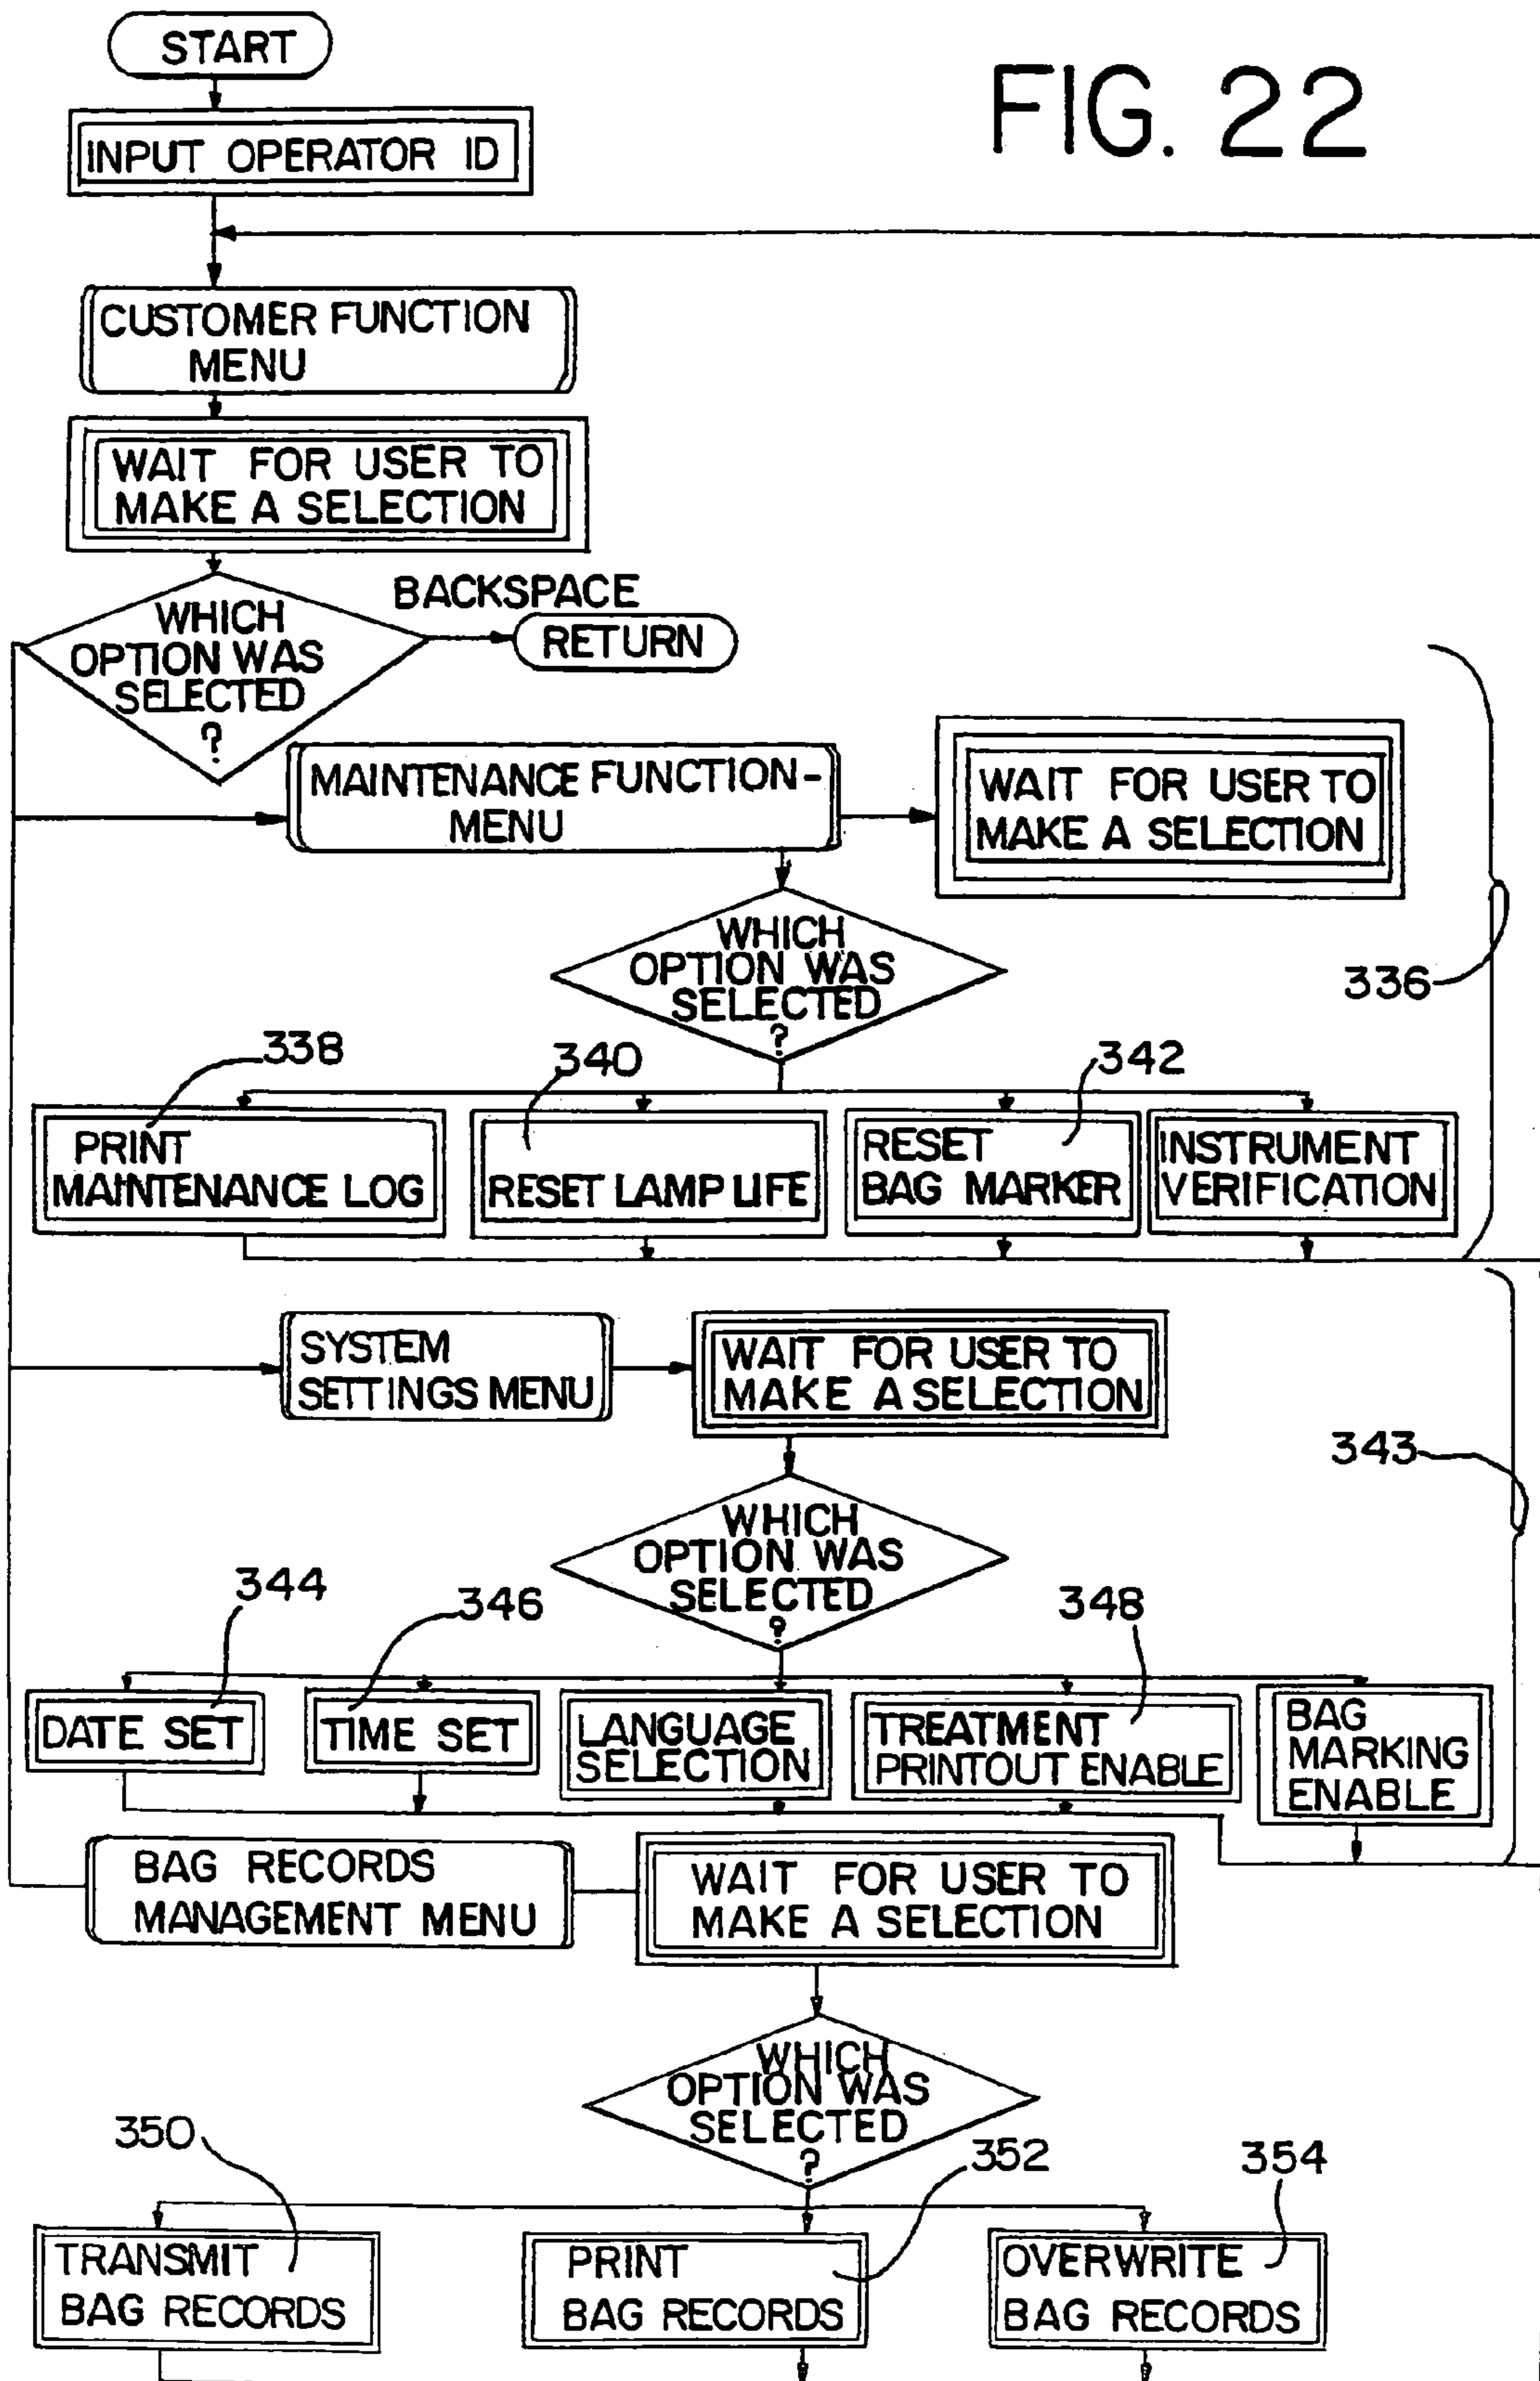 START
FIG. 22
INPUT OPERATOR ID
CUSTOMER FUNCTION
MENU
WAIT FOR USER TO
MAKE A SELECTION
WHICH
OPTION WAS
SELECTED
?
BACKSPACE
RETURN
MAINTENANCE FUNCTION-
MENU
WAIT FOR USER TO
MAKE A SELECTION
WHICH
OPTION WAS
SELECTED
?
336
338
340
342
PRINT
MAINTENANCE LOG
RESET LAMP LIFE
RESET
BAG MARKER
INSTRUMENT
VERIFICATION
SYSTEM
SETTINGS MENU
WAIT FOR USER TO
MAKE A SELECTION
343
WHICH
OPTION WAS
SELECTED
?
344
346
348
DATE SET
TIME SET
LANGUAGE
SELECTION
TREATMENT
PRINTOUT ENABLE
BAG
MARKING
ENABLE
BAG RECORDS
MANAGEMENT MENU
WAIT FOR USER TO
MAKE A SELECTION
WHICH
OPTION WAS
SELECTED
?
350
352
354
TRANSMIT
BAG RECORDS
PRINT
BAG RECORDS
OVERWRITE
BAG RECORDS